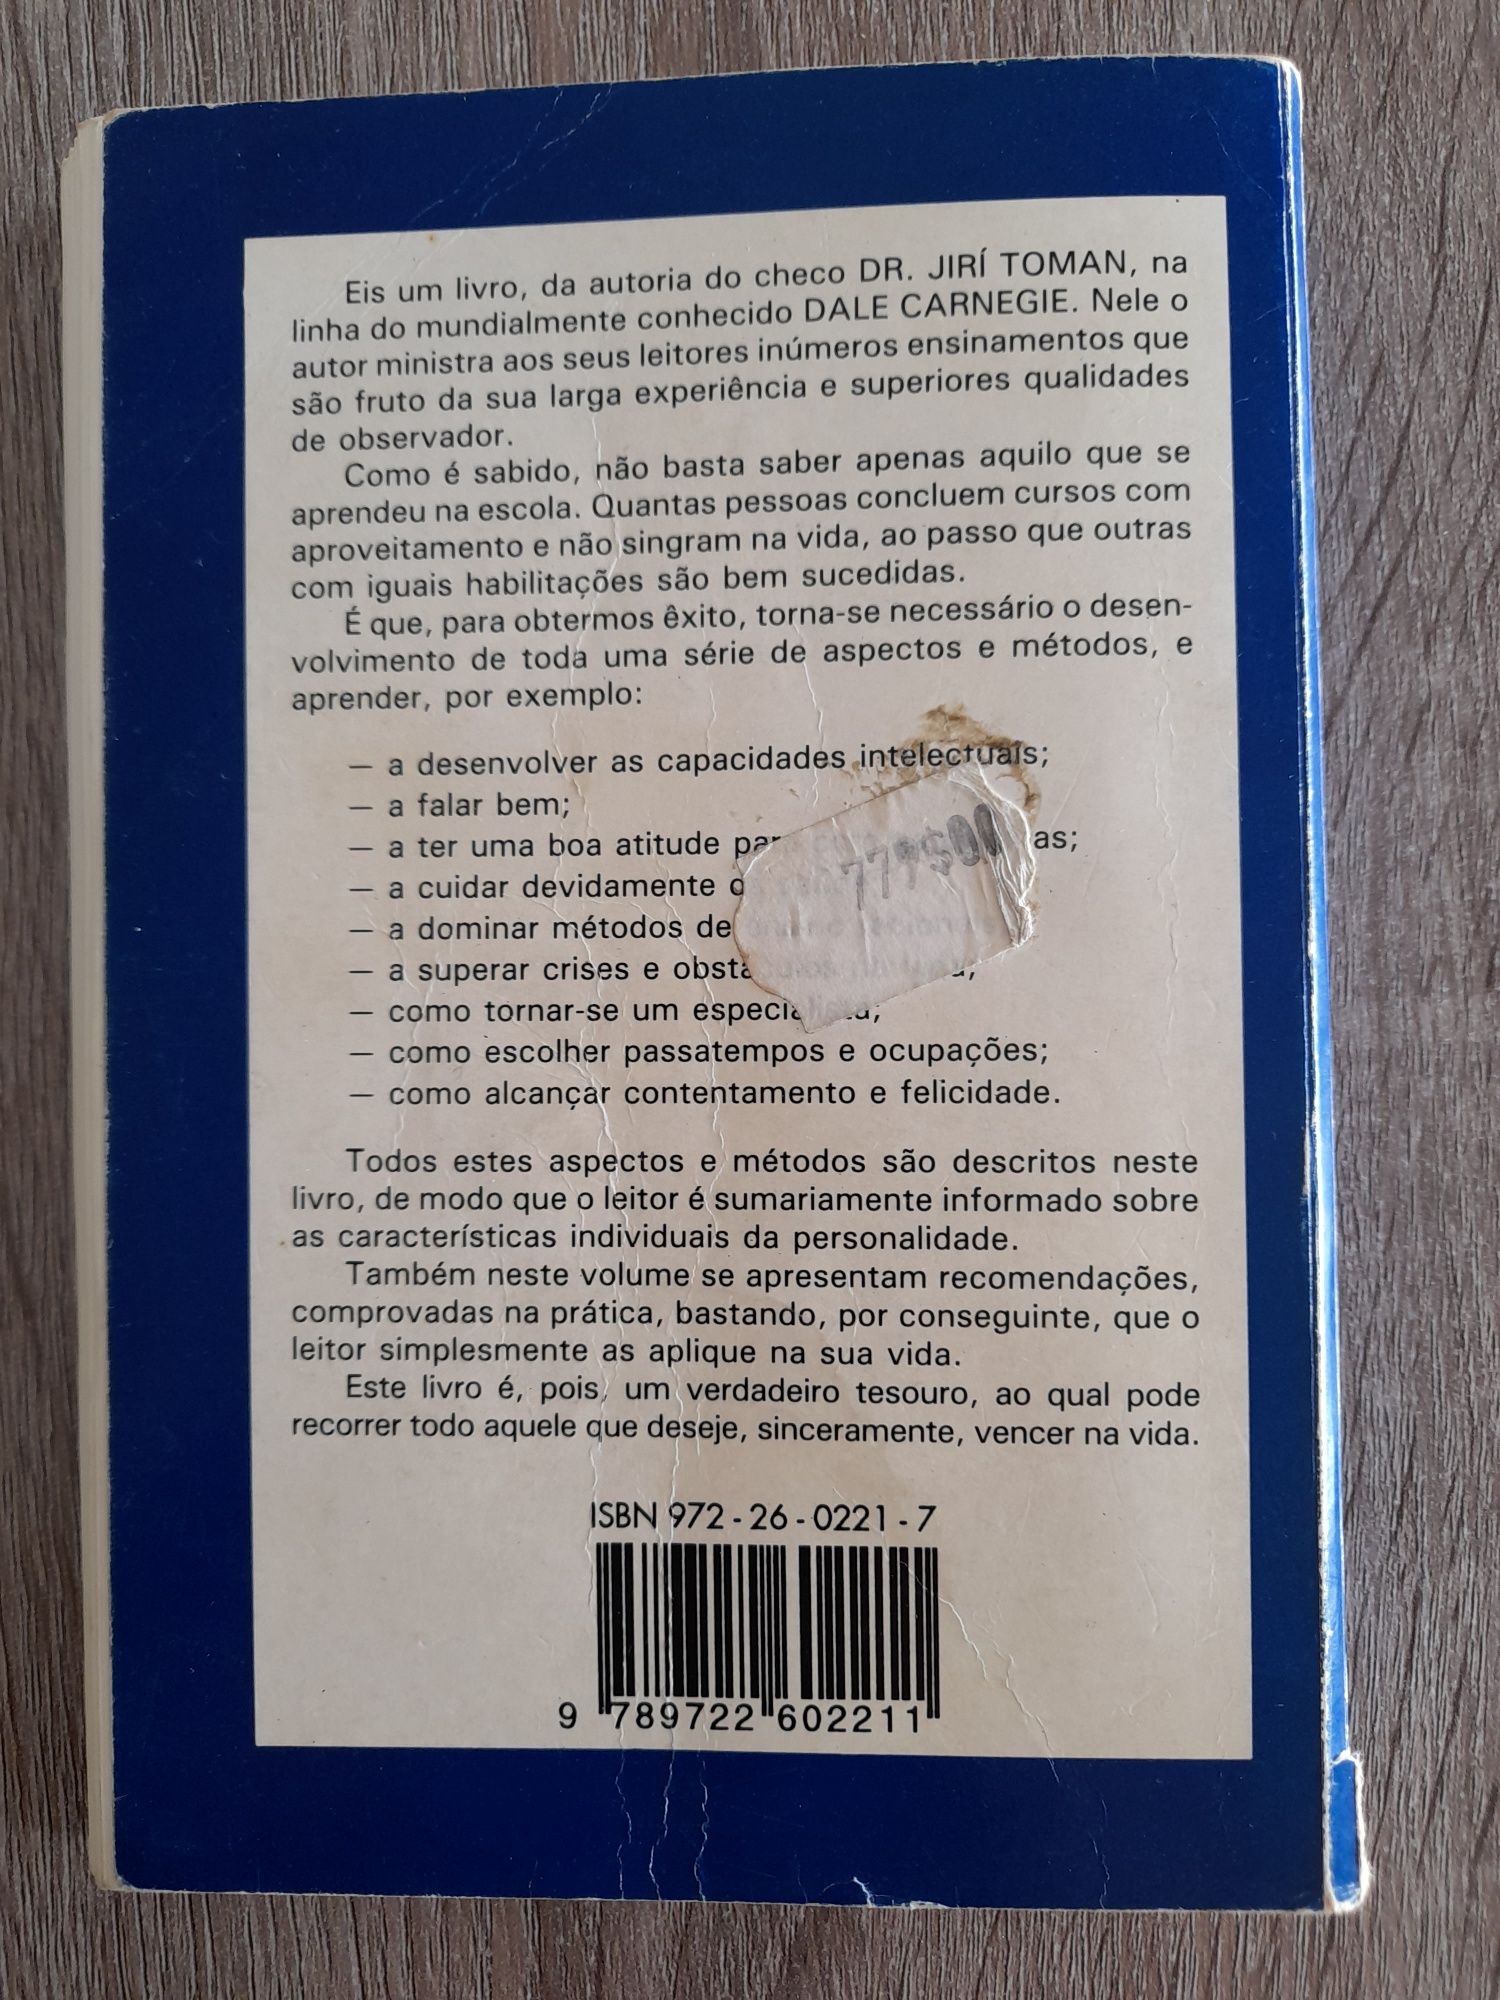 Eis um livro, da autoria do checo DR. JIRÍ TOMAN, na
linha do mundialmente conhecido DALE CARNEGIE. Nele o
autor ministra aos seus leitores inúmeros ensinamentos que
são fruto da sua larga experiência e superiores qualidades
de observador.
Como é sabido, não basta saber apenas aquilo que se
aprendeu na escola. Quantas pessoas concluem cursos com
aproveitamento e não singram na vida, ao passo que outras
com iguais habilitações são bem sucedidas.
É que, para obtermos êxito, torna-se necessário o desen-
volvimento de toda uma série de aspectos e métodos, e
aprender, por exemplo:
— a desenvolver as capacidades intelectuais;
— a falar bem;
— a ter uma boa atitude
— a cuidar devidamente
— a dominar métodos de
— a superar crises e obstáculos
— como tornar-se um especialista;
— como escolher passatempos e ocupações;
— como alcançar contentamento e felicidade.
Todos estes aspectos e métodos são descritos neste
livro, de modo que o leitor é sumariamente informado sobre
as características individuais da personalidade.
Também neste volume se apresentam recomendações,
comprovadas na prática, bastando, por conseguinte, que o
leitor simplesmente as aplique na sua vida.
Este livro é, pois, um verdadeiro tesouro, ao qual pode
recorrer todo aquele que deseje, sinceramente, vencer na vida.
ISBN 972-26-0221-7
9 789722 602211